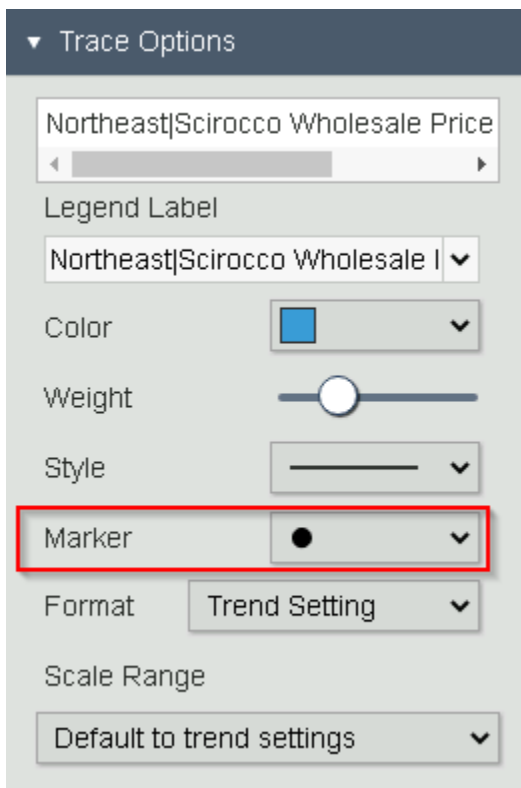 Trace Options
Northeast|Scirocco Wholesale Price
Legend Label
Northeast|Scirocco Wholesale
Color
Weight
Style
Marker
Format Trend Setting
Scale Range
Default to trend settings